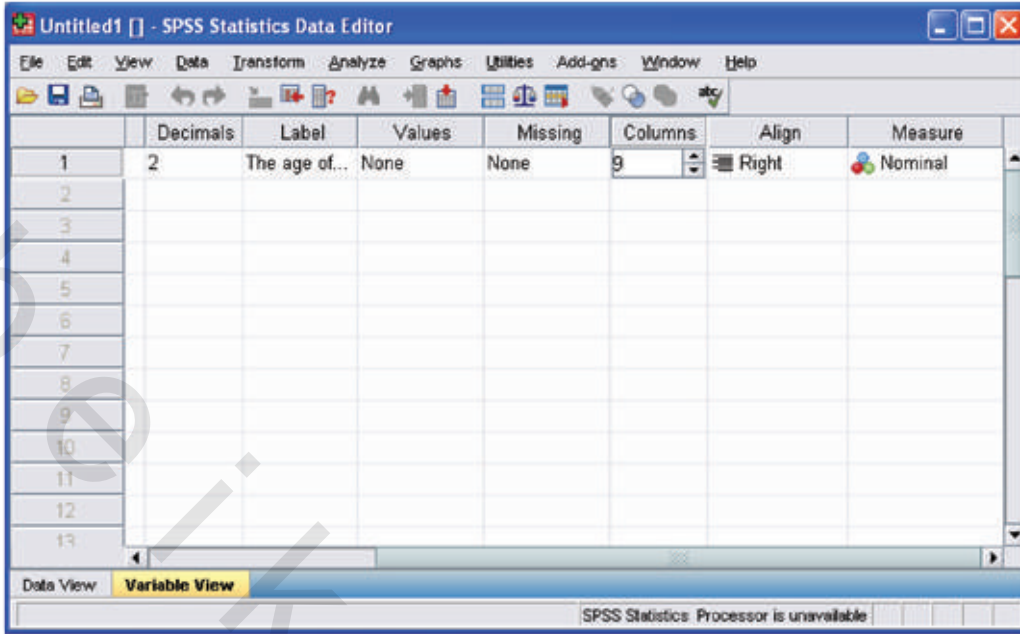 Untitled1 [] - SPSS Statistics Data Editor
File Edit View Data Transform Analyze Graphs Utilities Add-ons Window Help
Decimals Label Values Missing Columns Align Measure
1 2 The age of... None None 9 Right Nominal
2
3
4
5
6
7
8
9
10
11
12
13
Data View Variable View
SPSS Statistics Processor is unavailable